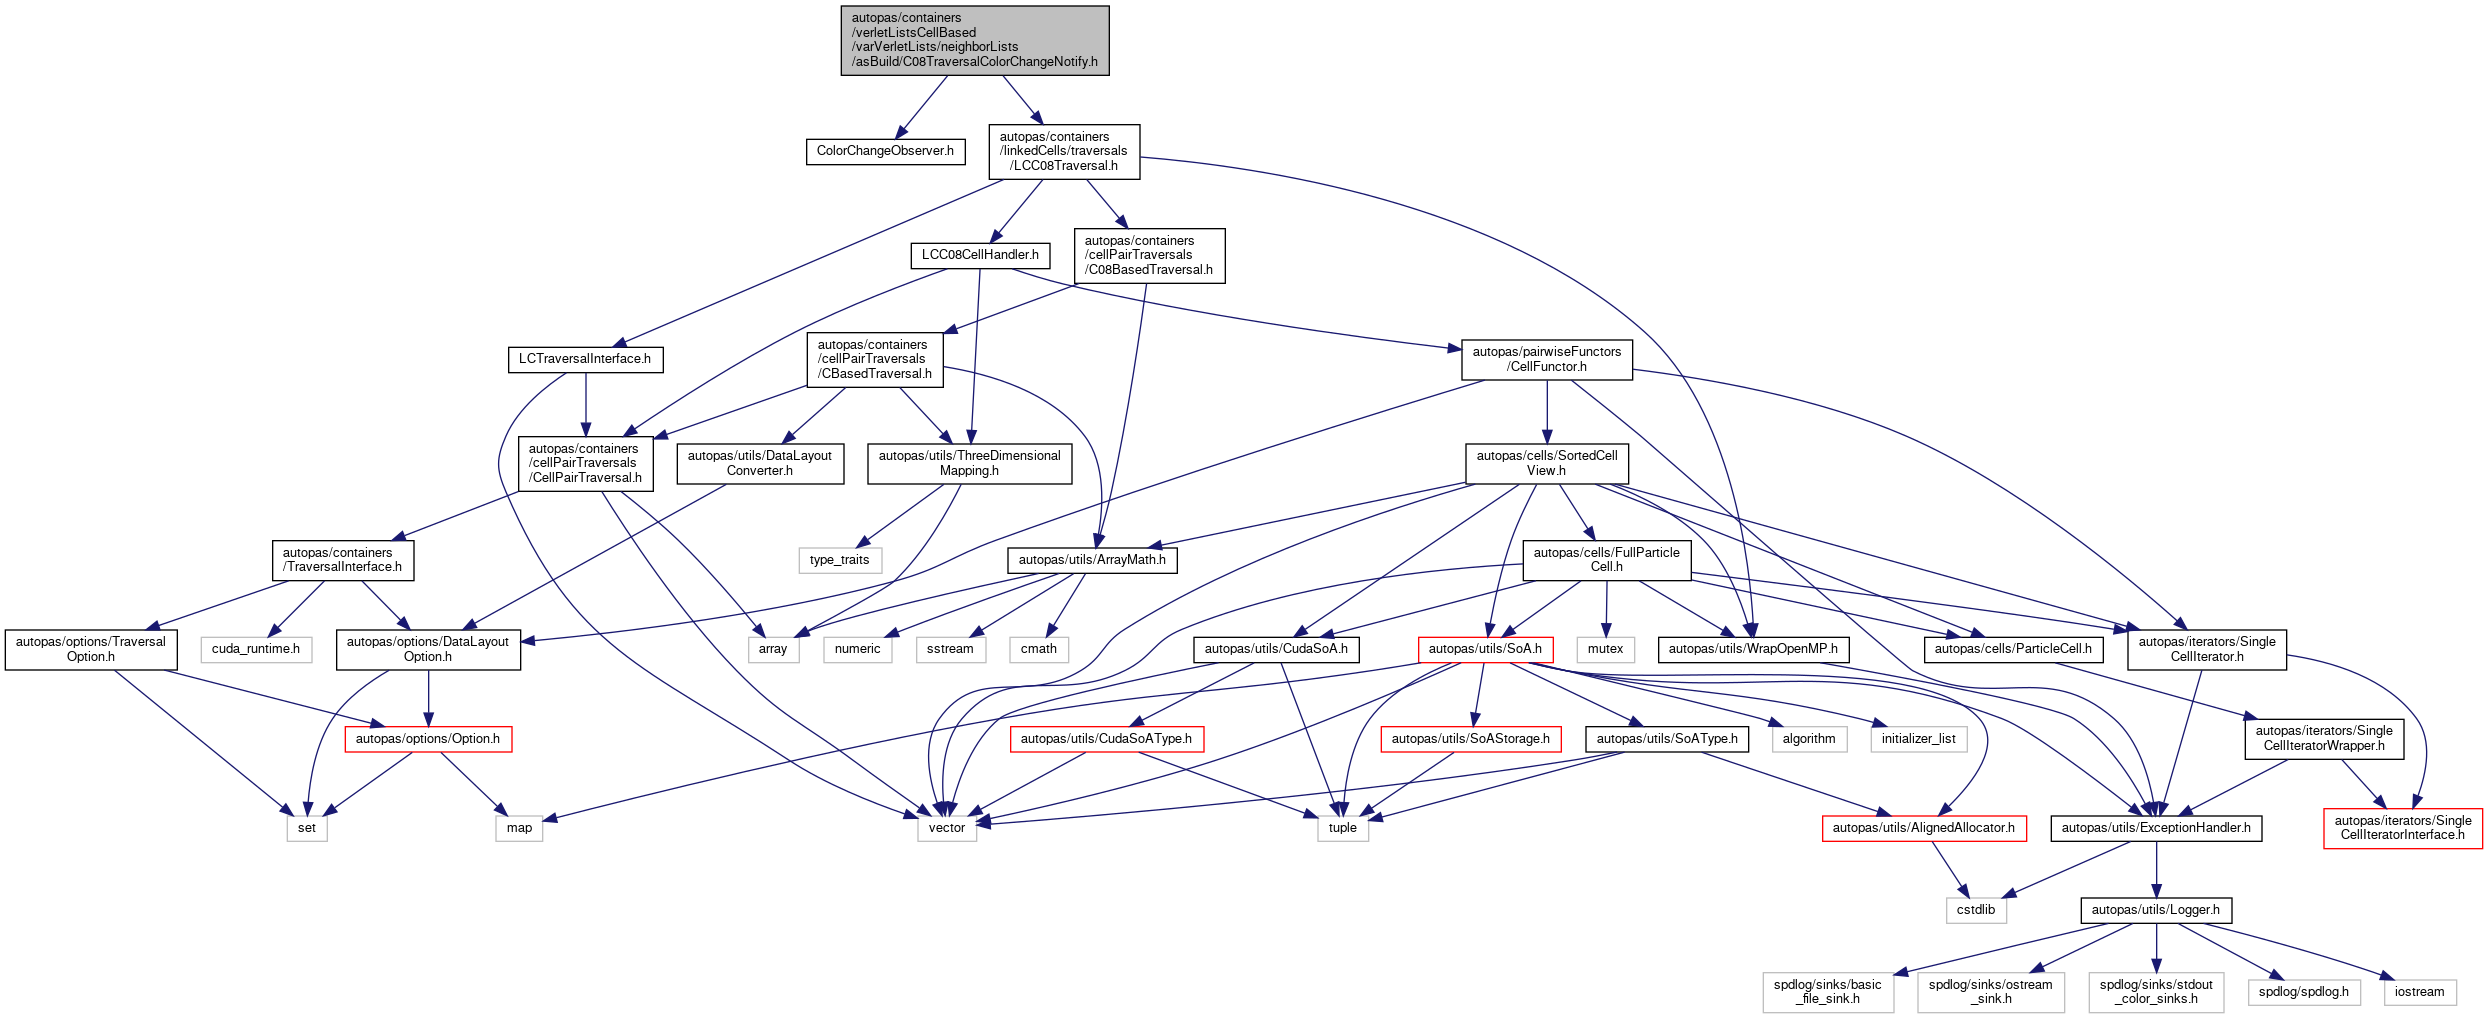 autopas/containers
/verletListsCellBased
/varVerletLists/neighborLists
/asBuild/C08TraversalColorChangeNotify.h
ColorChangeObserver.h
autopas/containers
/linkedCells/traversals
/LCC08Traversal.h
LCC08CellHandler.h
autopas/containers
/cellPairTraversals
/C08BasedTraversal.h
LCTraversalInterface.h
autopas/containers
/cellPairTraversals
/CBasedTraversal.h
autopas/pairwiseFunctors
/CellFunctor.h
autopas/containers
/cellPairTraversals
/CellPairTraversal.h
autopas/utils/DataLayout
Converter.h
autopas/utils/ThreeDimensional
Mapping.h
autopas/cells/SortedCell
View.h
autopas/containers
/TraversalInterface.h
type_traits
autopas/utils/ArrayMath.h
autopas/cells/FullParticle
Cell.h
autopas/options/Traversal
Option.h
cuda_runtime.h
autopas/options/DataLayout
Option.h
array
numeric
sstream
cmath
autopas/utils/CudaSoA.h
autopas/utils/SoA.h
mutex
autopas/utils/WrapOpenMP.h
autopas/cells/ParticleCell.h
autopas/iterators/Single
CellIterator.h
autopas/options/Option.h
autopas/utils/CudaSoAType.h
autopas/utils/SoAStorage.h
autopas/utils/SoAType.h
algorithm
initializer_list
autopas/iterators/Single
CellIteratorWrapper.h
set
map
vector
tuple
autopas/utils/AlignedAllocator.h
autopas/utils/ExceptionHandler.h
autopas/iterators/Single
CellIteratorInterface.h
cstdlib
autopas/utils/Logger.h
spdlog/sinks/basic
_file_sink.h
spdlog/sinks/ostream
_sink.h
spdlog/sinks/stdout
_color_sinks.h
spdlog/spdlog.h
iostream